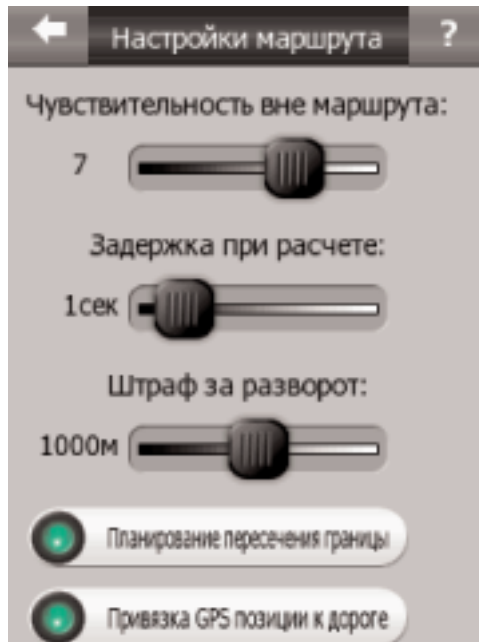 Настройки маршрута ?
Чувствительность вне маршрута:
7
Задержка при расчете:
1сек
Штраф за разворот:
1000м
Планирование пересечения границы
Привязка GPS позиции к дороге